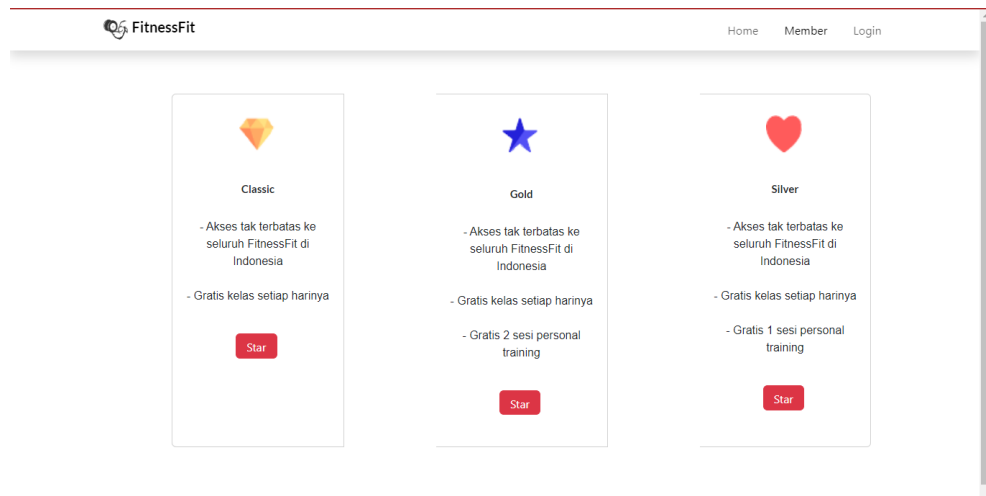 FitnessFit
Home Member Login
Classic
- Akses tak terbatas ke
seluruh FitnessFit di
Indonesia
- Gratis kelas setiap harinya
Star
Gold
- Akses tak terbatas ke
seluruh FitnessFit di
Indonesia
- Gratis kelas setiap harinya
- Gratis 2 sesi personal
training
Star
Silver
- Akses tak terbatas ke
seluruh FitnessFit di
Indonesia
- Gratis kelas setiap harinya
- Gratis 1 sesi personal
training
Star